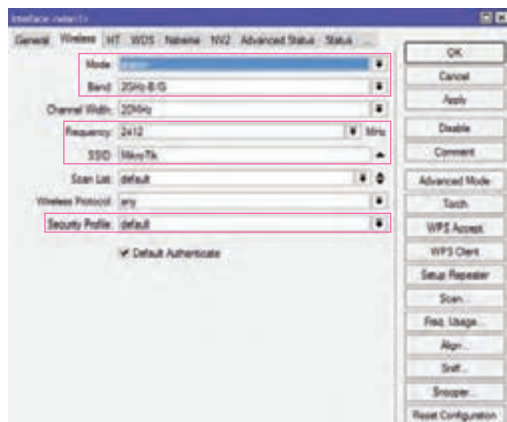 Interface <wlan1>
General Wireless HT WDS Nstreme NV2 Advanced Status Status ...
Mode: station
Band: 2GHz-B/G
Channel Width: 20MHz
Frequency: 2412 MHz
SSID: MikroTik
Scan List: default
Wireless Protocol: any
Security Profile: default
Default Authenticate
OK
Cancel
Apply
Disable
Comment
Advanced Mode
Torch
WPS Accept
WPS Client
Setup Repeater
Scan...
Freq. Usage...
Align...
Sniff...
Snooper...
Reset Configuration